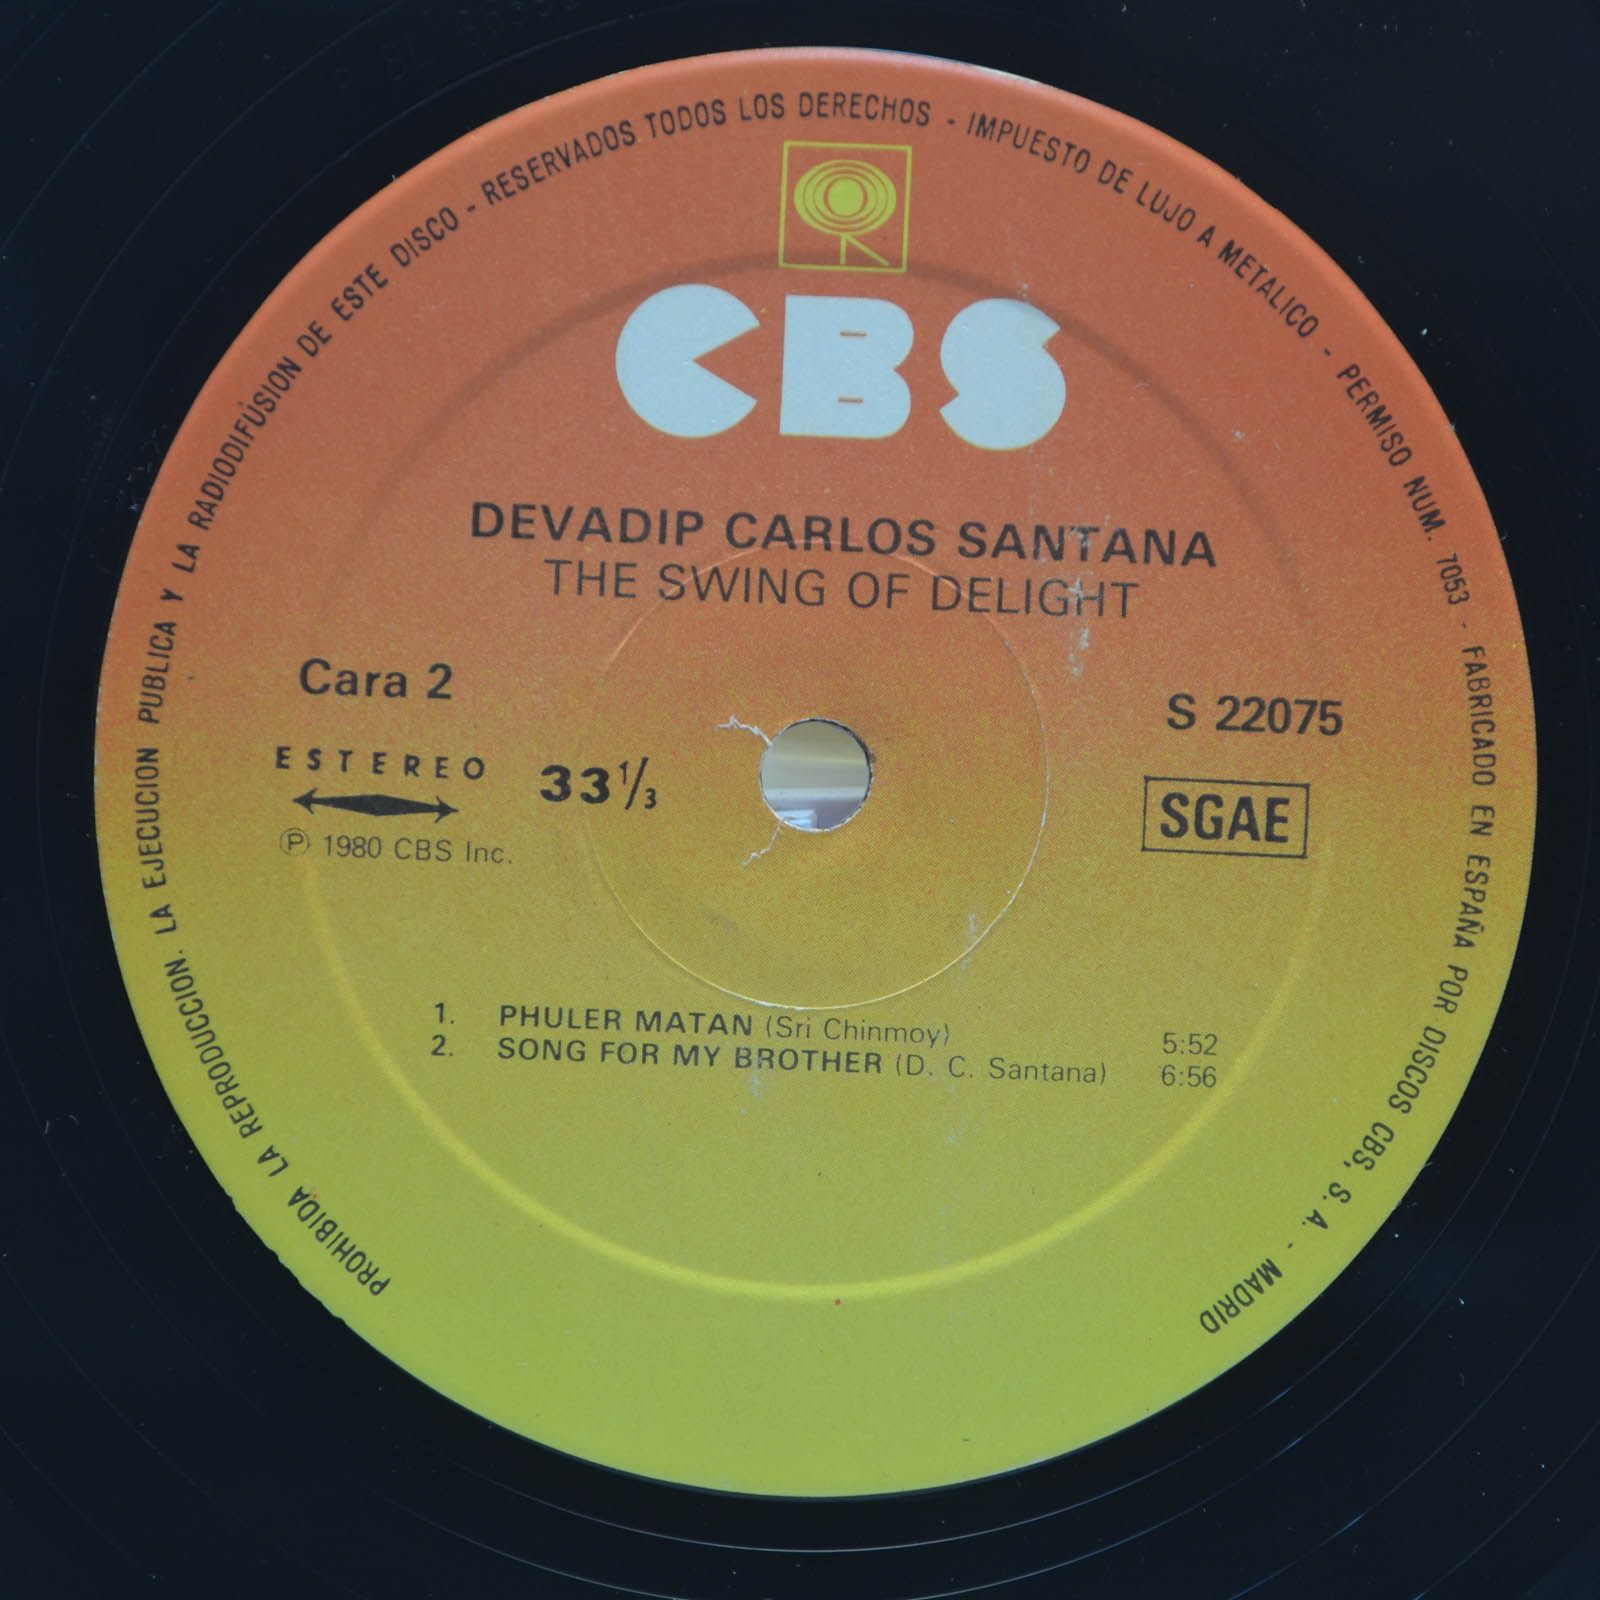 PROHIBIDA LA REPRODUCCION. LA EJECUCION PUBLICA Y LA RADIODIFUSION DE ESTE DISCO - RESERVADOS TODOS LOS DERECHOS - IMPUESTO DE LUJO A METALICO - PERMISO NUM. 7053 - FABRICADO EN ESPAÑA POR DISCOS CBS, S. A. - MADRID
CBS
DEVADIP CARLOS SANTANA
THE SWING OF DELIGHT
Cara 2
S 22075
ESTEREO 33 1/3
SGAE
Ⓟ 1980 CBS Inc.
1. PHULER MATAN (Sri Chinmoy) 5:52
2. SONG FOR MY BROTHER (D. C. Santana) 6:56